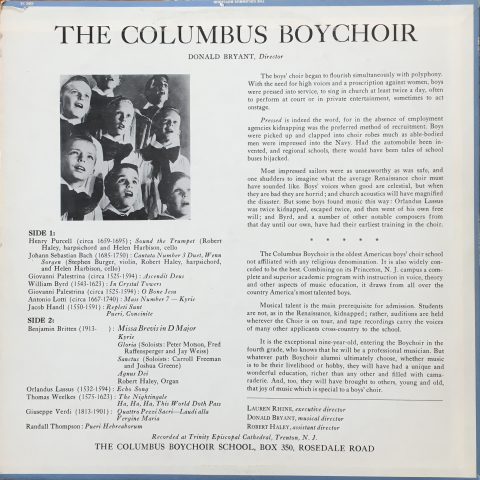 THE COLUMBUS BOYCHOIR
DONALD BRYANT, Director
SIDE 1:
Henry Purcell (circa 1659-1695) ; Sound the Trumpet (Robert
Haley, harpsichord and Helen Harbison, cello
Johann Sebastian Bach (1685-1750) : Cantata Number 3 Dost, Wenn
Sorgen (Stephen Burger, violin, Robert Haley, harpsichord,
and Helen Harbison, cello)
Giovanni Palestrina (circa 1525-1594) : Ascendit Deus
William Byrd (1543-1623) : In Crystal Towers
Giovanni Palestrina (circa 1525-1594) : O Bone Jesu
Antonio Lotti (circa 1667-1740) : Mass Number 7 — Kyrie
Jacob Handl (1550-1591) : Repleti Sunt
Pueri, Concinite
SIDE 2:
Benjamin Britten (1913- ) : Missa Brevis in D Major
Kyrie
Gloria (Soloists: Peter Motson, Fred
Raffensperger and Jay Weiss)
Sanctus (Soloists: Carroll Freeman
and Joshua Greene)
Agnus Dei
Robert Haley, Organ
Orlandus Lassus (1532-1594) : Echo Song
Thomas Weelkes (1575-1623) : The Nightingale
Ha, Ha, Ha, This World Doth Pass
Giuseppe Verdi (1813-1901) : Quattro Pezzi Sacri—Laudi alla
Vergine Maria
Randall Thompson : Pueri Hebraeorum
The boys' choir began to flourish simultaneously with polyphony.
With the need for high voices and a proscription against women, boys
were pressed into service, to sing in church at least twice a day, often
to perform at court or in private entertainment, sometimes to act
onstage.
Pressed is indeed the word, for in the absence of employment
agencies kidnapping was the preferred method of recruitment. Boys
were picked up and clapped into choir robes much as able-bodied
men were impressed into the Navy. Had the automobile been in-
vented, and regional schools, there would have been tales of school
buses hijacked.
Most impressed sailors were as unseaworthy as was safe, and
one shudders to imagine what the average Renaissance choir must
have sounded like. Boys' voices when good are celestial, but when
they are bad they are horrid ; and church acoustics will have magnified
the disaster. But some boys found music this way : Orlandus Lassus
was twice kidnapped, escaped twice, and then went of his own free
will ; and Byrd, and a number of other notable composers from
that day until our own, have had their earliest training in the choir.
* * * * *
The Columbus Boychoir is the oldest American boys' choir school
not affiliated with any religious denomination. It is also widely con-
ceded to be the best. Combining on its Princeton, N. J. campus a com-
plete and superior academic program with instruction in voice, theory
and other aspects of music education, it draws from all over the
country America's most talented boys.
Musical talent is the main prerequisite for admission. Students
are not, as in the Renaissance, kidnapped ; rather, auditions are held
wherever the Choir is on tour, and tape recordings carry the voices
of many other applicants cross-country to the school.
It is the exceptional nine-year-old, entering the Boychoir in the
fourth grade, who knows that he will be a professional musician. But
whatever path Boychoir alumni ultimately choose, whether music
is to be their livelihood or hobby, they will have had a unique and
wonderful education, richer than any other and filled with cama-
raderie. And, too, they will have brought to others, young and old,
that joy of music which is special to a boys' choir.
LAUREN RHINE, executive director
DONALD BRYANT, musical director
ROBERT HALEY, assistant director
Recorded at Trinity Episcopal Cathedral, Trenton, N. J.
THE COLUMBUS BOYCHOIR SCHOOL, BOX 350, ROSEDALE ROAD